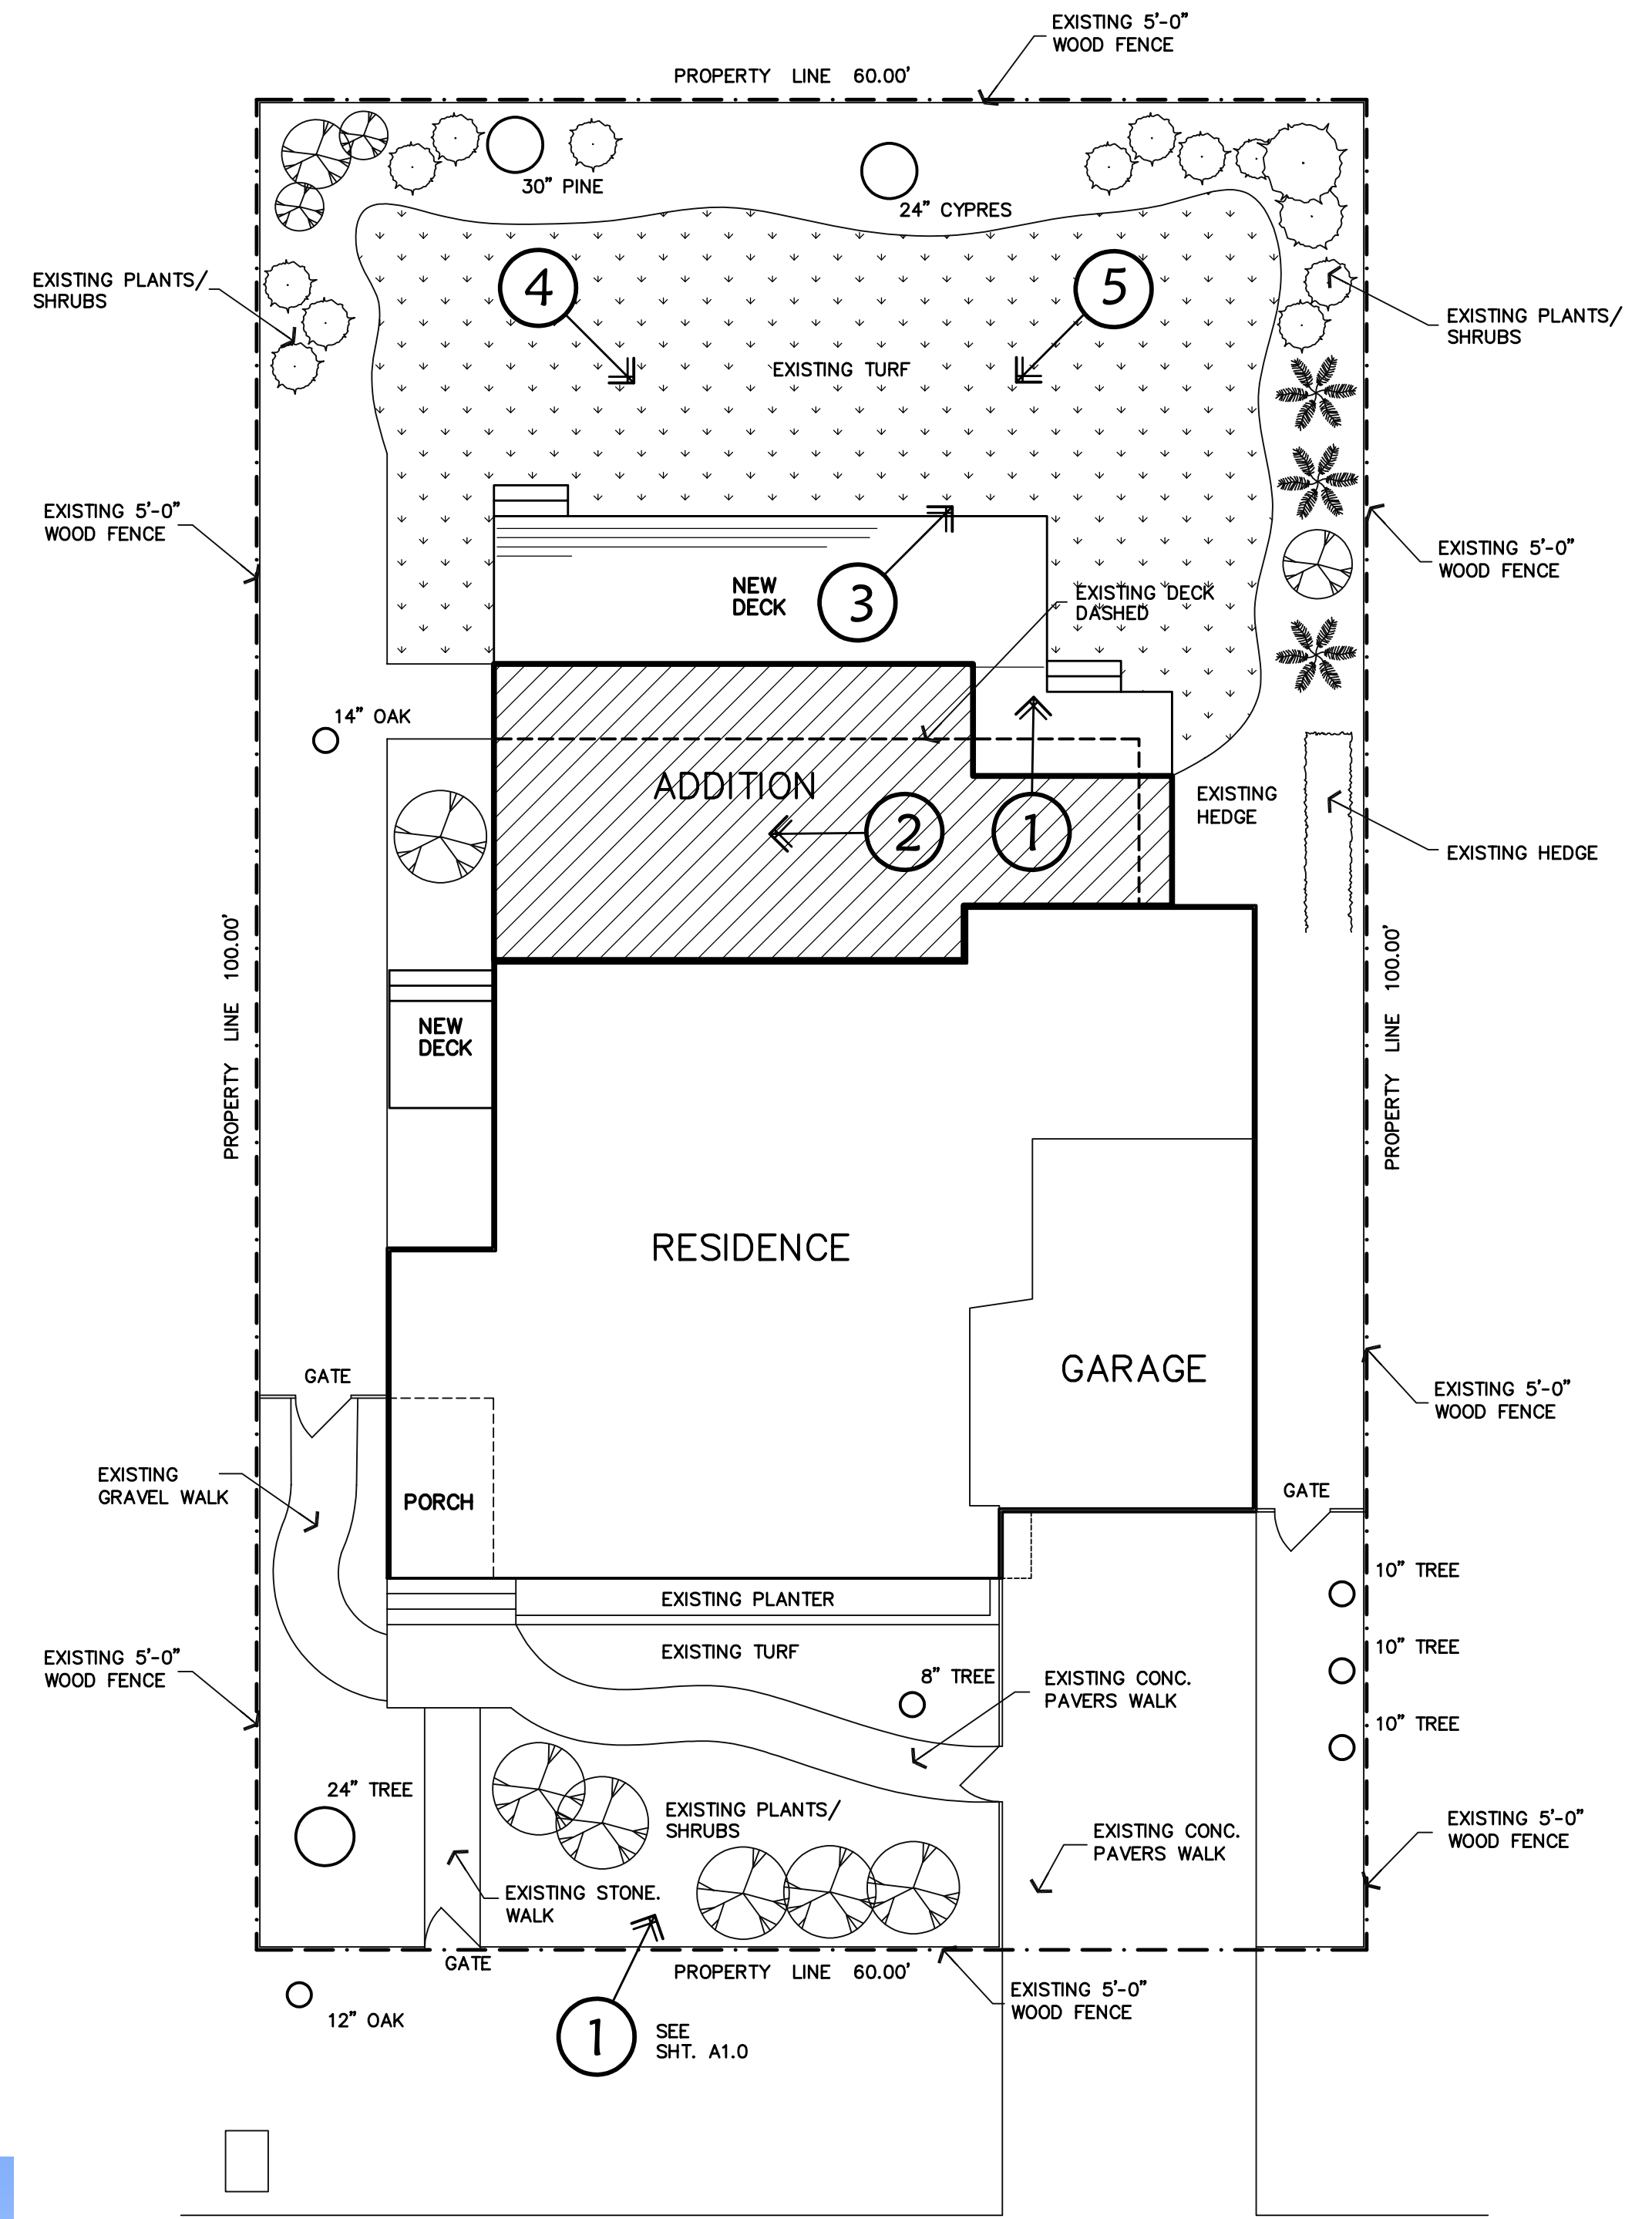 EXISTING 5'-0"
WOOD FENCE
PROPERTY LINE 60.00'
30" PINE
24" CYPRES
EXISTING PLANTS/
SHRUBS
4
5
EXISTING PLANTS/
SHRUBS
EXISTING TURF
EXISTING 5'-0"
WOOD FENCE
EXISTING 5'-0"
WOOD FENCE
NEW
DECK
3
EXISTING DECK
DASHED
14" OAK
ADDITION
2
1
EXISTING
HEDGE
EXISTING HEDGE
PROPERTY LINE 100.00'
PROPERTY LINE 100.00'
NEW
DECK
RESIDENCE
GARAGE
GATE
EXISTING 5'-0"
WOOD FENCE
EXISTING
GRAVEL WALK
PORCH
GATE
10" TREE
EXISTING PLANTER
EXISTING TURF
10" TREE
EXISTING 5'-0"
WOOD FENCE
8" TREE
EXISTING CONC.
PAVERS WALK
10" TREE
24" TREE
EXISTING PLANTS/
SHRUBS
EXISTING CONC.
PAVERS WALK
EXISTING 5'-0"
WOOD FENCE
EXISTING STONE.
WALK
GATE
PROPERTY LINE 60.00'
EXISTING 5'-0"
WOOD FENCE
12" OAK
1
SEE
SHT. A1.0